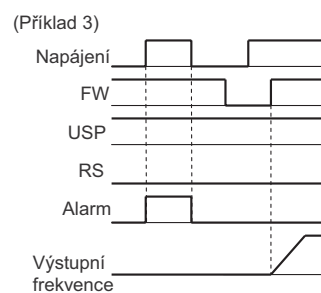 (Příklad 3)
Napájení
FW
USP
RS
Alarm
Výstupní
frekvence